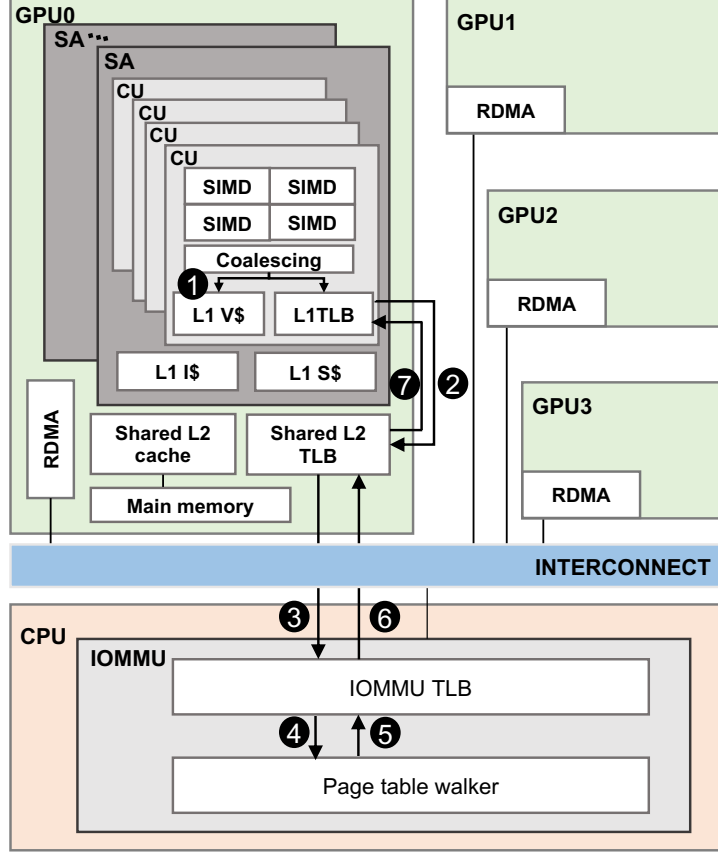 GPU0
SA
SA
CU
CU
CU
CU
SIMD SIMD
SIMD SIMD
Coalescing
1
L1 V$ L1TLB
L1 I$ L1 S$
7 2
RDMA
Shared L2
cache
Shared L2
TLB
Main memory
GPU1
RDMA
GPU2
RDMA
GPU3
RDMA
INTERCONNECT
3 6
CPU
IOMMU
IOMMU TLB
4 5
Page table walker